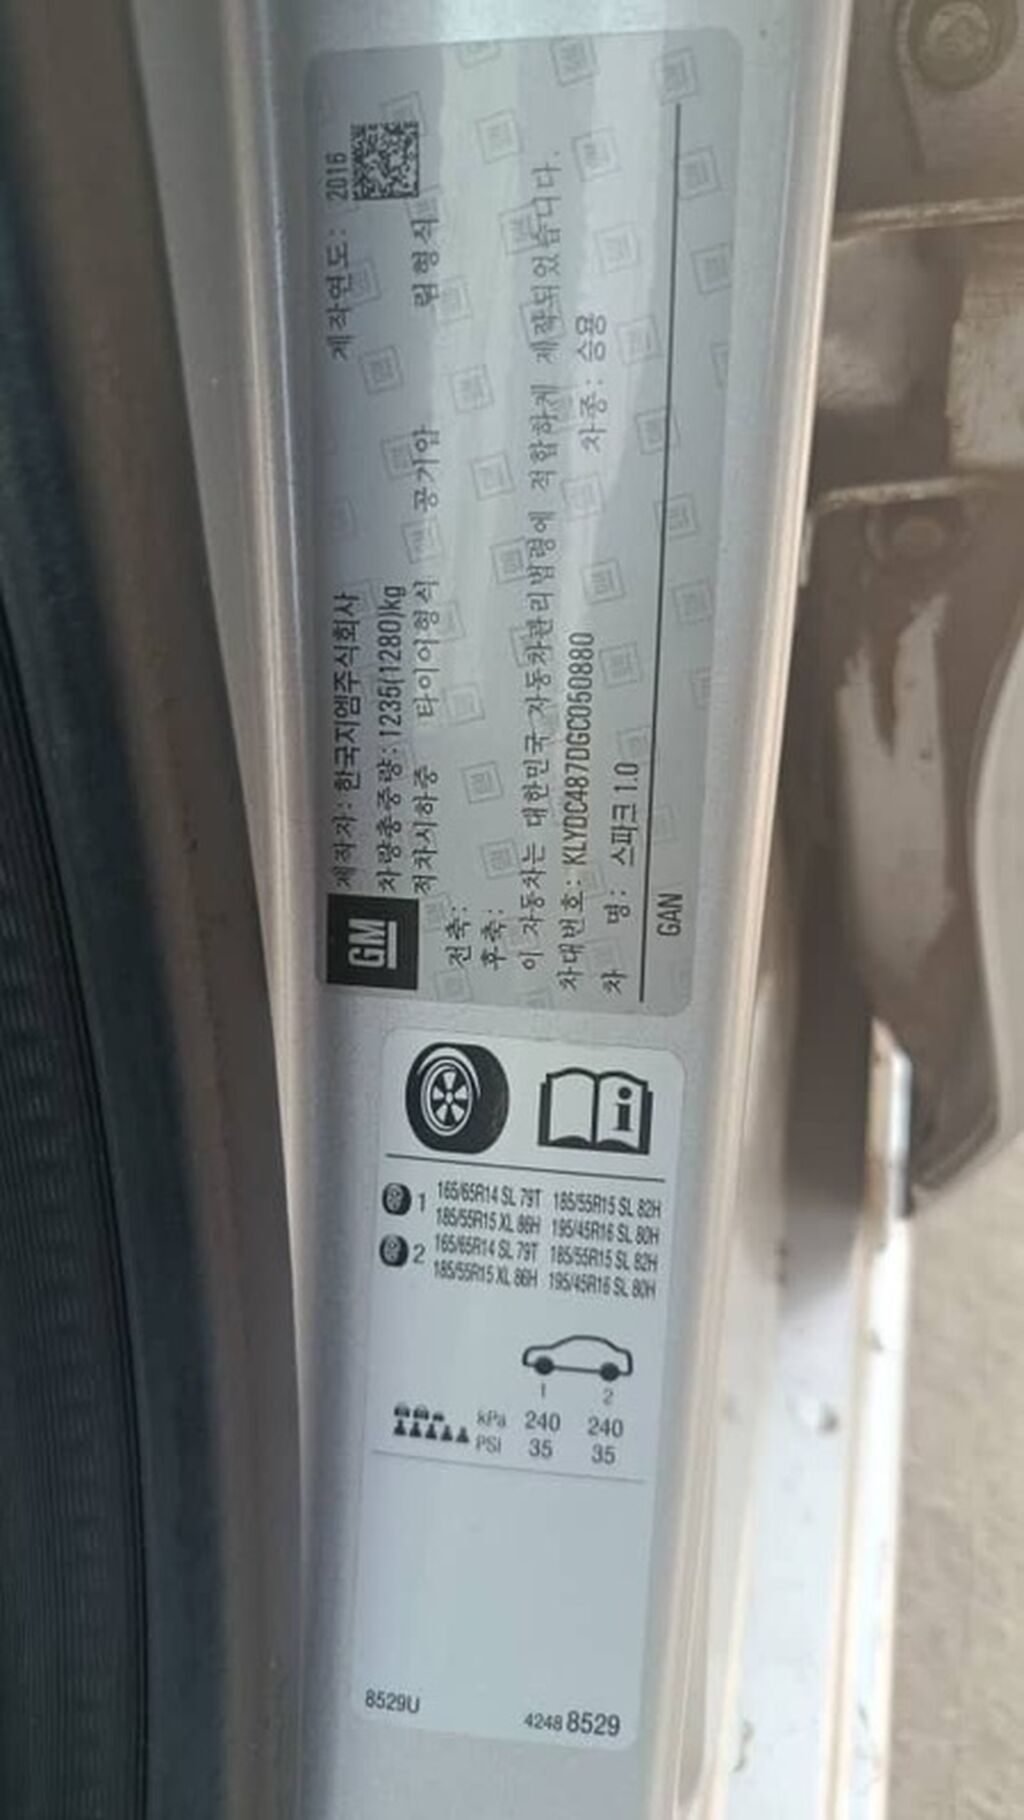 GM
제작자: 한국지엠주식회사 제작연도: 2016
차량총중량: 1235(1280)kg
적차시하중 타이어형식 공기압 림형식
전축:
후축:
이 자동차는 대한민국 자동차관리법령에 적합하게 제작되었습니다.
차대번호: KLYDC487DGC050880 차종: 승용
차 명: 스파크 1.0
GAN
1 165/65R14 SL 79T 185/55R15 SL 82H
185/55R15 XL 86H 195/45R16 SL 80H
2 165/65R14 SL 79T 185/55R15 SL 82H
185/55R15 XL 86H 195/45R16 SL 80H
1 2
kPa 240 240
PSI 35 35
8529U 4248 8529